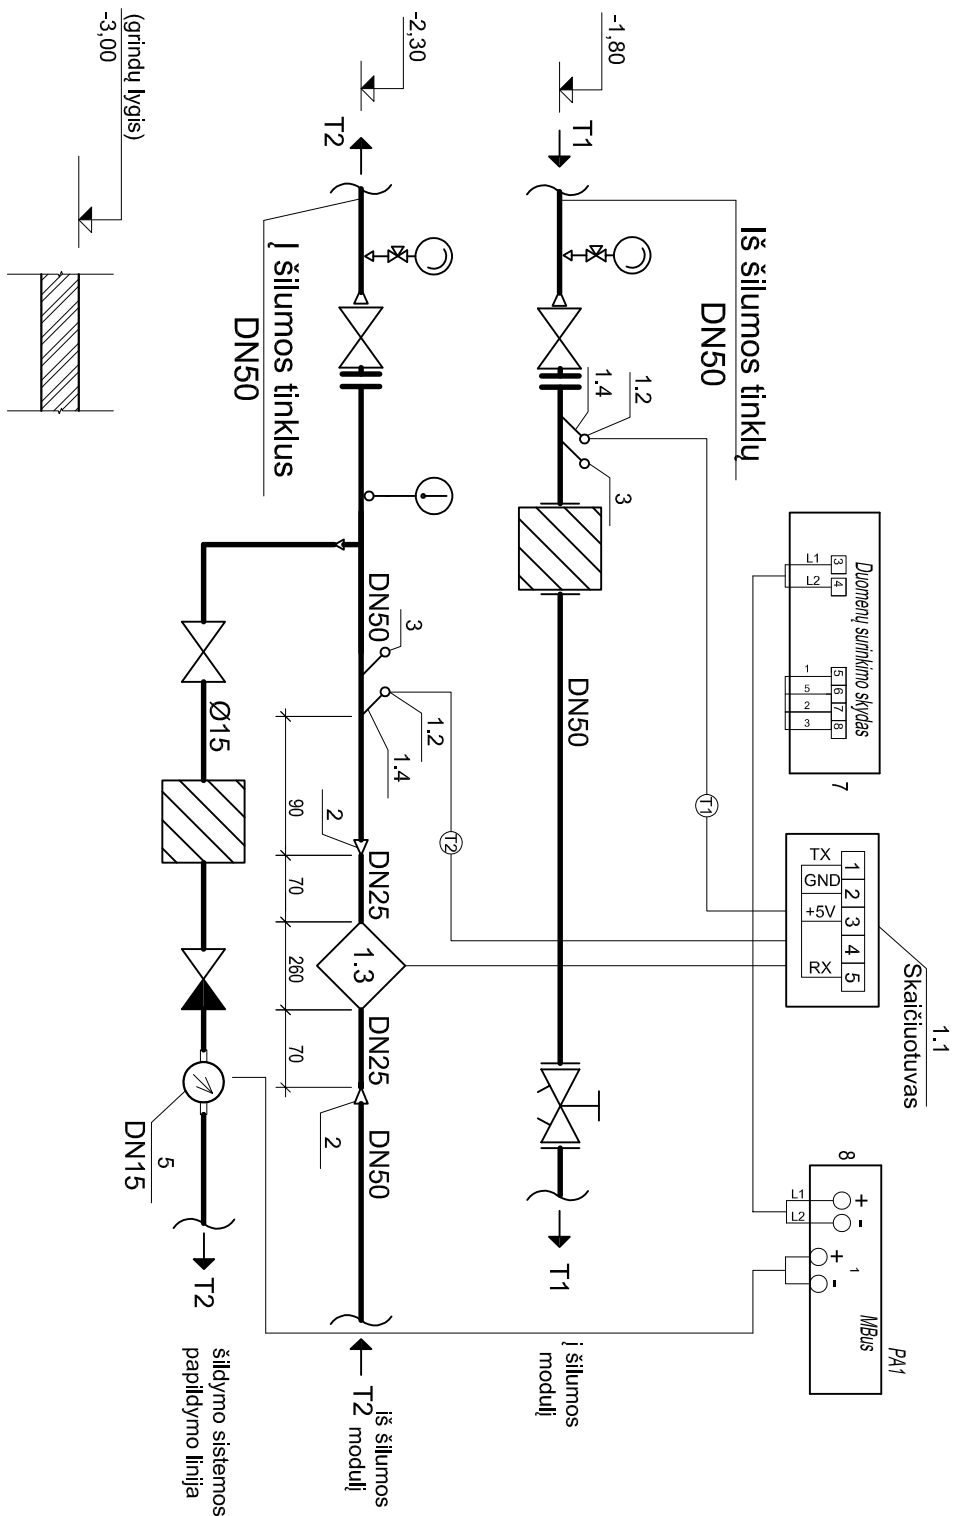 -1,80
-2,30
(grindų lygis)
-3,00
T1
T2
Iš šilumos tinklų
DN50
Į šilumos tinklus
DN50
1.2
1.4
3
DN50
DN50
3
1.2
1.4
Ø15
2
90
70
260
70
DN25
1.3
DN25
2
DN50
5
DN15
T1
į šilumos
modulį
iš šilumos
T2 modulį
T2
šildymo sistemos
papildymo linija
Duomenų surinkimo skydas
3 4 5 6 7 8
L1
L2
1
5
2
3
7
T1
T2
1 2 3 4 5
TX
GND
+5V
RX
1.1
Skaičiuotuvas
8
PA1
MBus
+ - + -
1
L1
L2